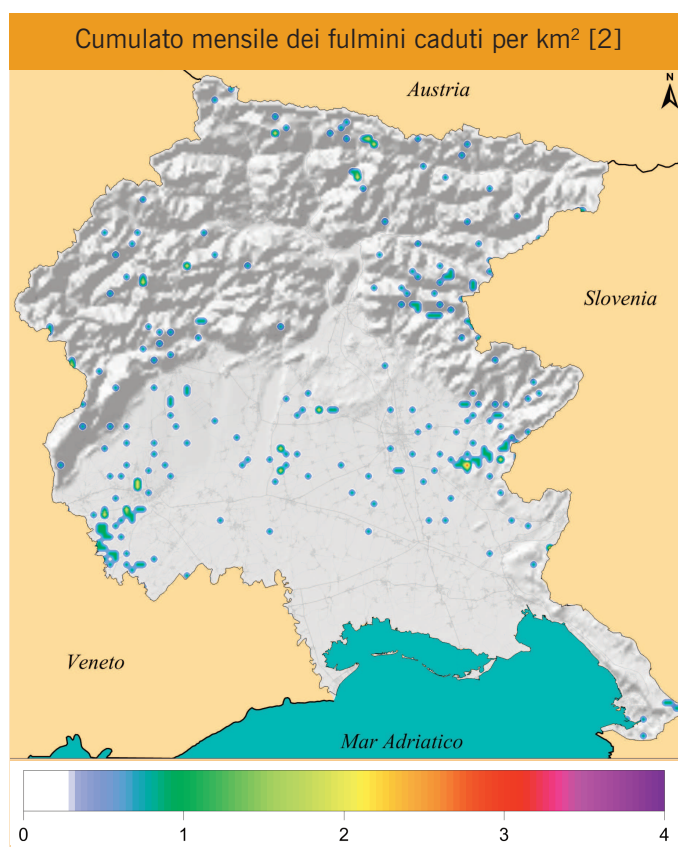 Cumulato mensile dei fulmini caduti per km² [2]
Austria
N
Slovenia
Veneto
Mar Adriatico
0 1 2 3 4